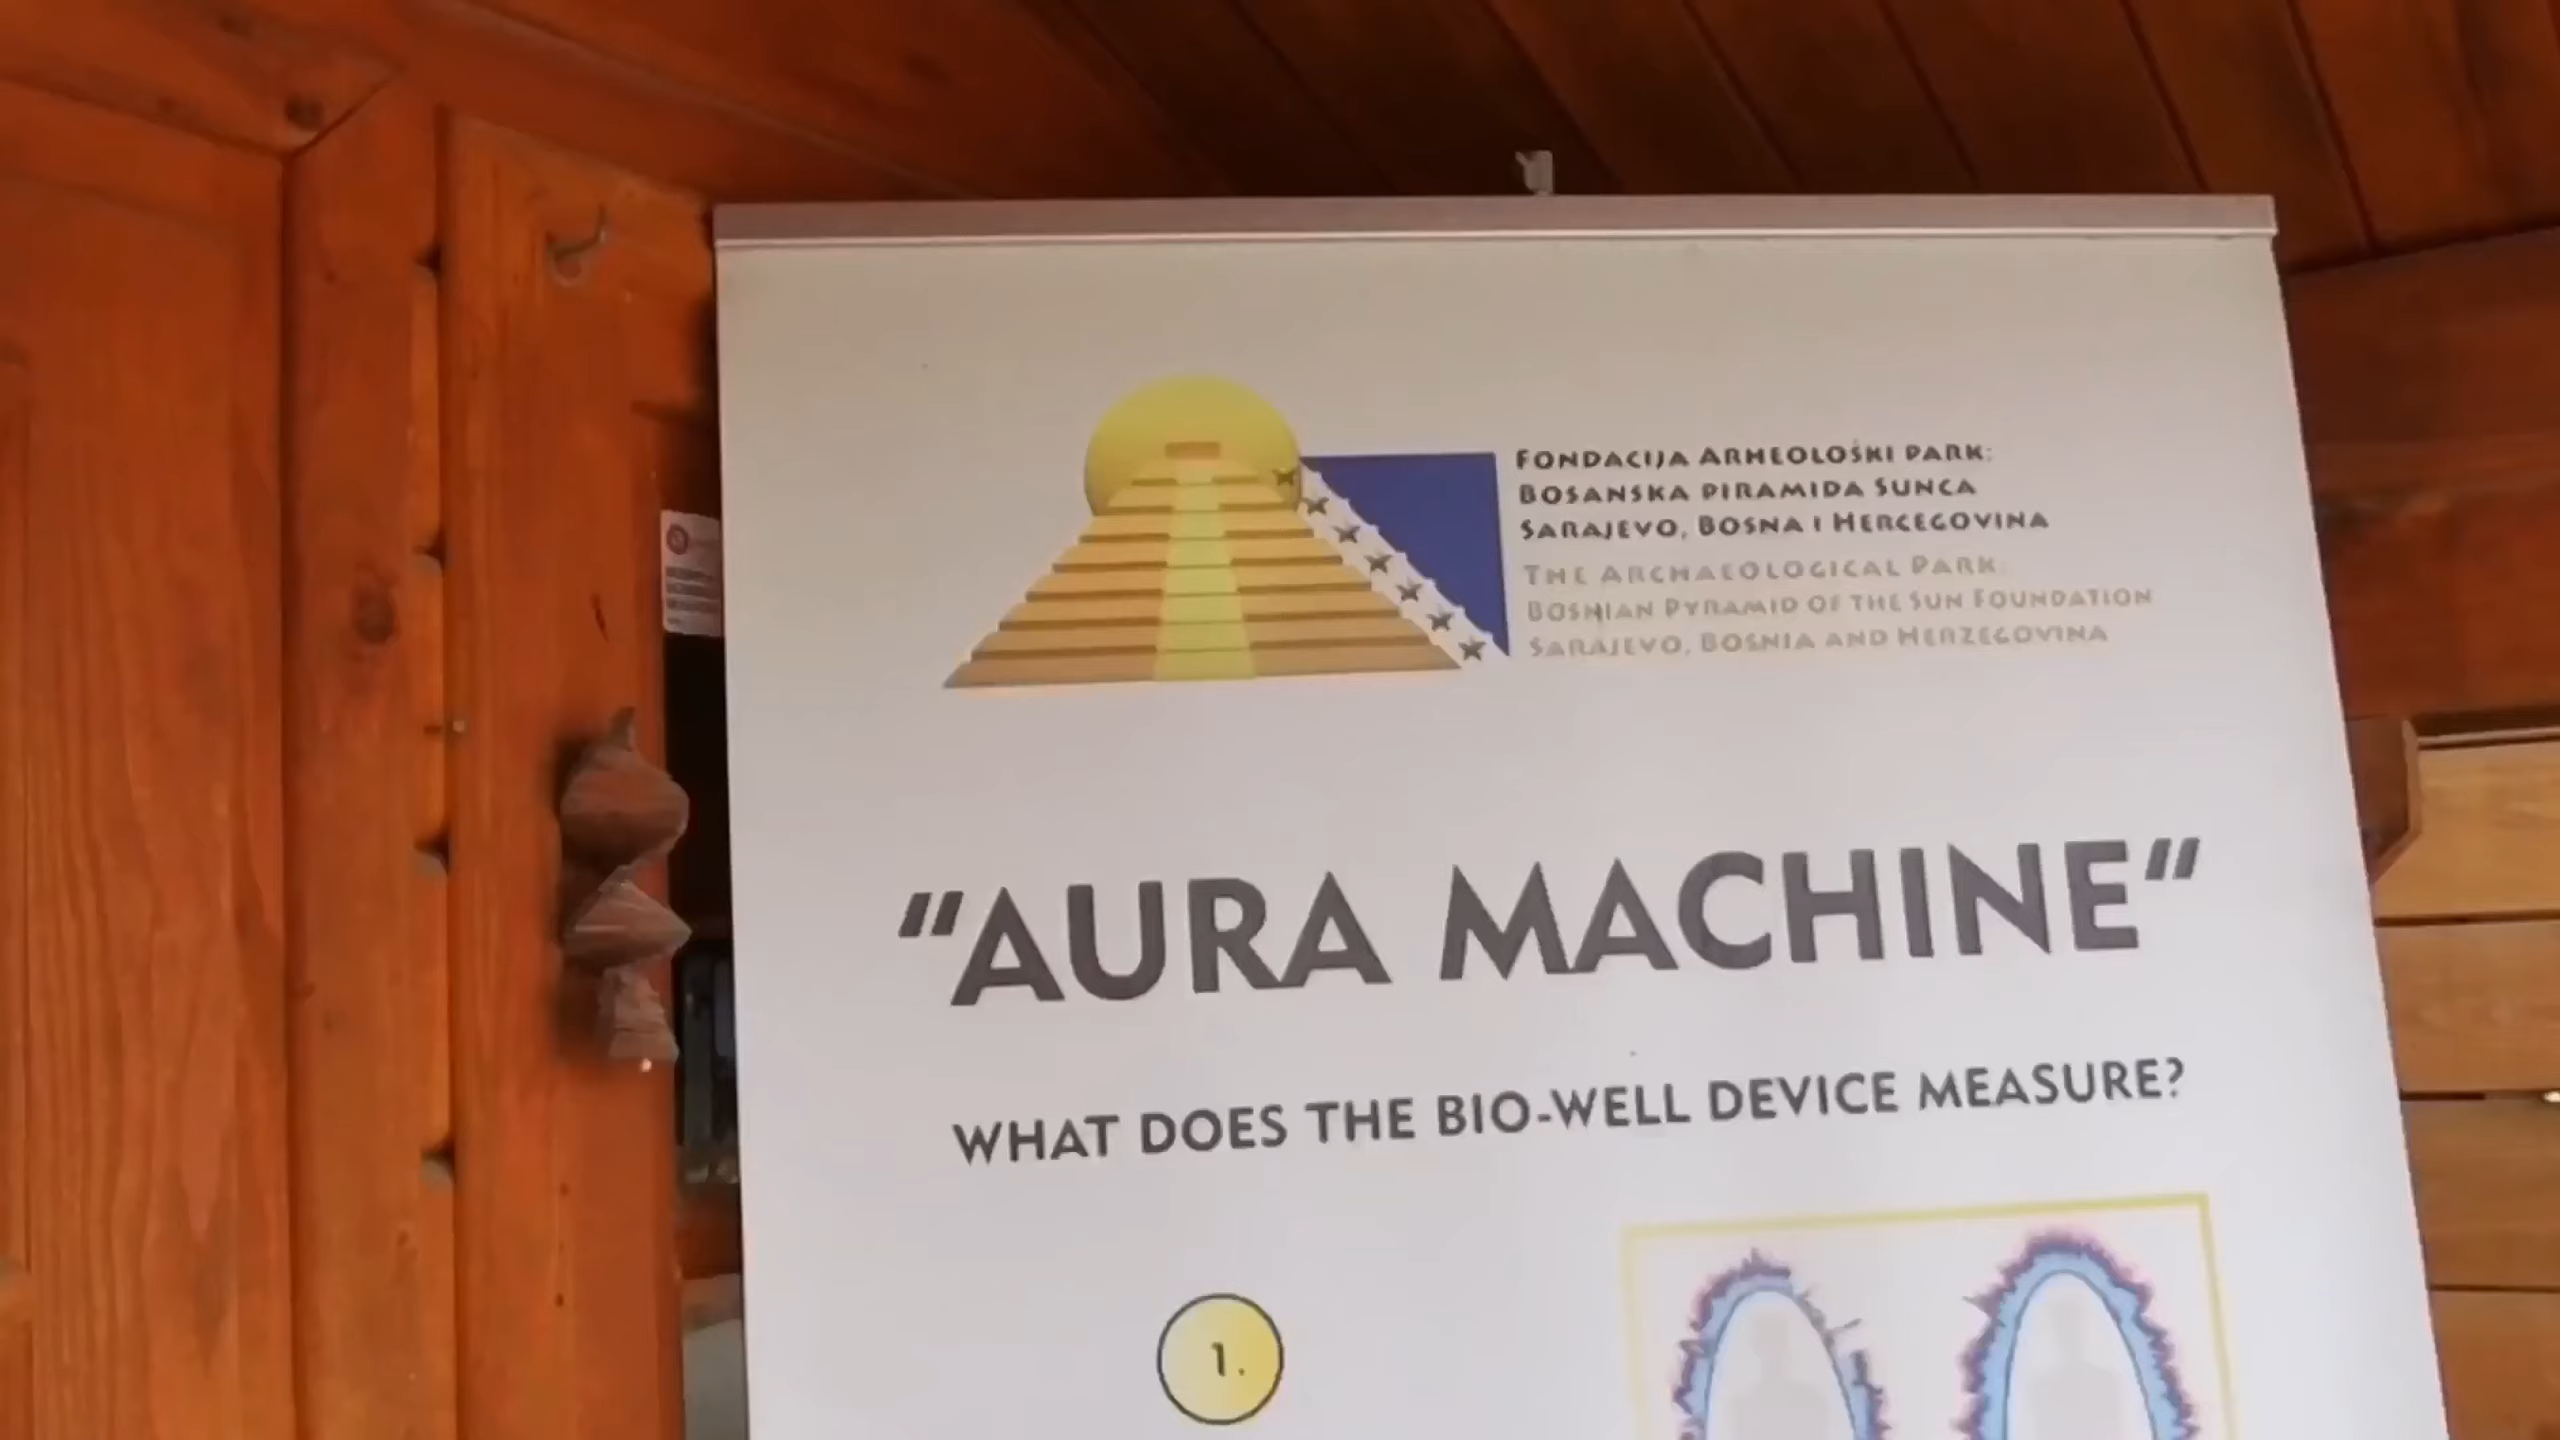 FONDACIJA ARHEOLOŠKI PARK:
BOSANSKA PIRAMIDA SUNCA
SARAJEVO, BOSNA I HERCEGOVINA
THE ARCHAEOLOGICAL PARK:
BOSNIAN PYRAMID OF THE SUN FOUNDATION
SARAJEVO, BOSNIA AND HERZEGOVINA
"AURA MACHINE"
WHAT DOES THE BIO-WELL DEVICE MEASURE?
1.